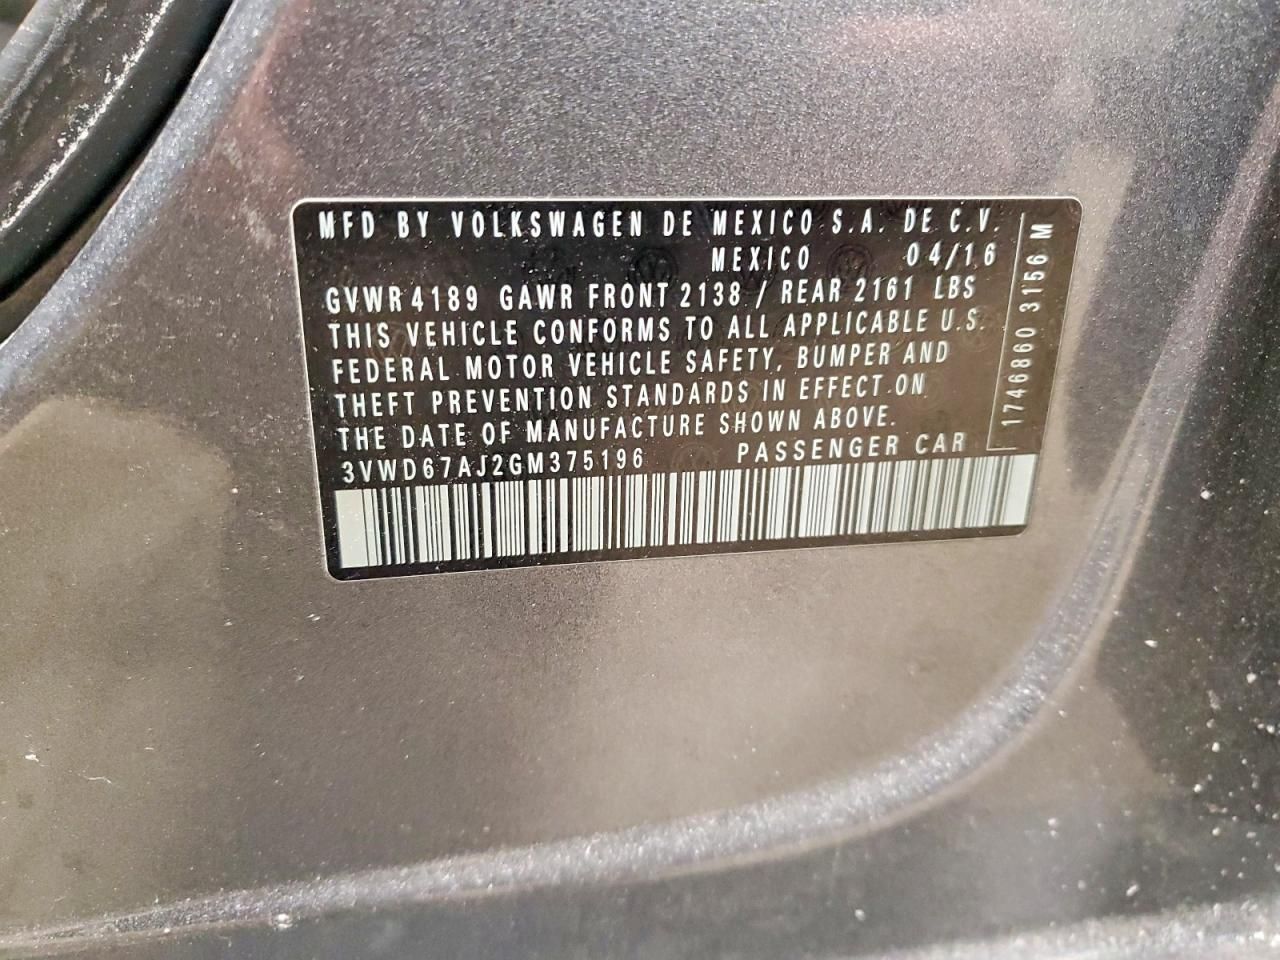 MFD BY VOLKSWAGEN DE MEXICO S.A. DE C.V.
MEXICO 04/16
GVWR 4189 GAWR FRONT 2138 / REAR 2161 LBS
THIS VEHICLE CONFORMS TO ALL APPLICABLE U.S.
FEDERAL MOTOR VEHICLE SAFETY, BUMPER AND
THEFT PREVENTION STANDARDS IN EFFECT ON
THE DATE OF MANUFACTURE SHOWN ABOVE.
3VWD67AJ2GM375196 PASSENGER CAR
1746860 3156 M